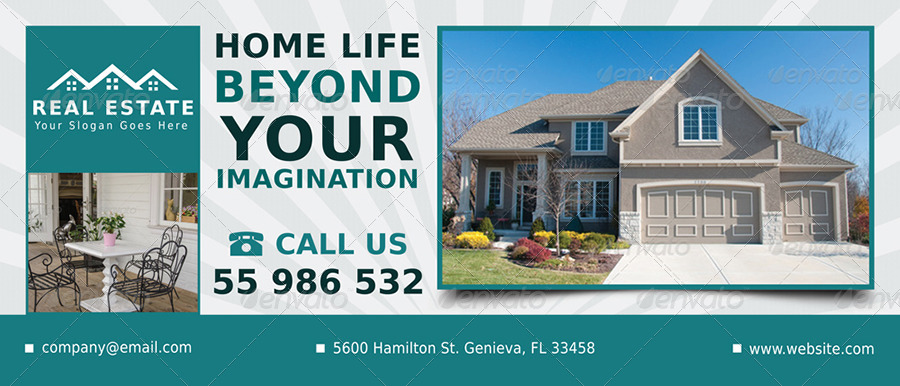 REAL ESTATE
Your Slogan Goes Here
HOME LIFE
BEYOND
YOUR
IMAGINATION
CALL US
55 986 532
company@email.com
5600 Hamilton St. Genieva, FL 33458
www.website.com
envato